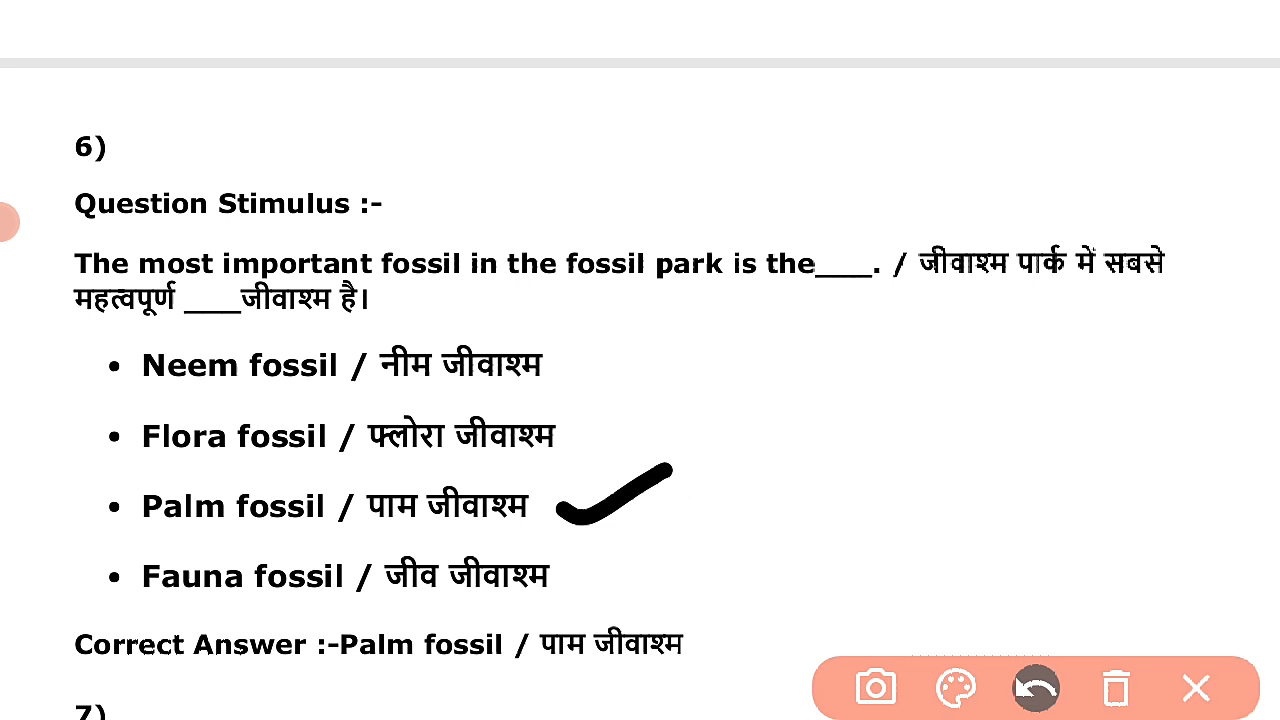 6)
Question Stimulus :-
The most important fossil in the fossil park is the____. / जीवाश्म पार्क में सबसे
महत्वपूर्ण ____जीवाश्म है।
• Neem fossil / नीम जीवाश्म
• Flora fossil / फ्लोरा जीवाश्म
• Palm fossil / पाम जीवाश्म
• Fauna fossil / जीव जीवाश्म
Correct Answer :-Palm fossil / पाम जीवाश्म
7)